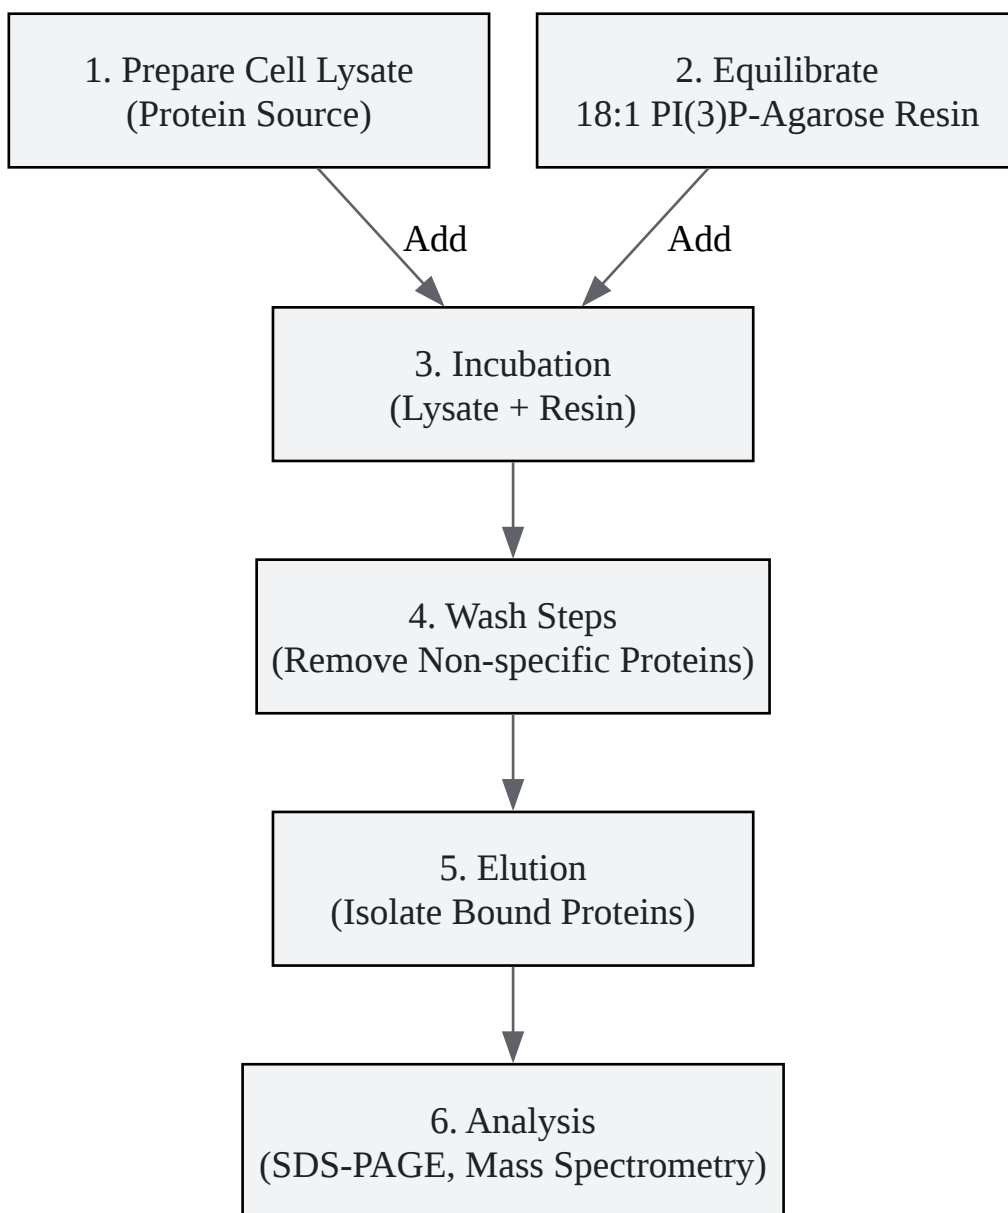 1. Prepare Cell Lysate
(Protein Source)
2. Equilibrate
18:1 PI(3)P-Agarose Resin
Add
Add
3. Incubation
(Lysate + Resin)
4. Wash Steps
(Remove Non-specific Proteins)
5. Elution
(Isolate Bound Proteins)
6. Analysis
(SDS-PAGE, Mass Spectrometry)